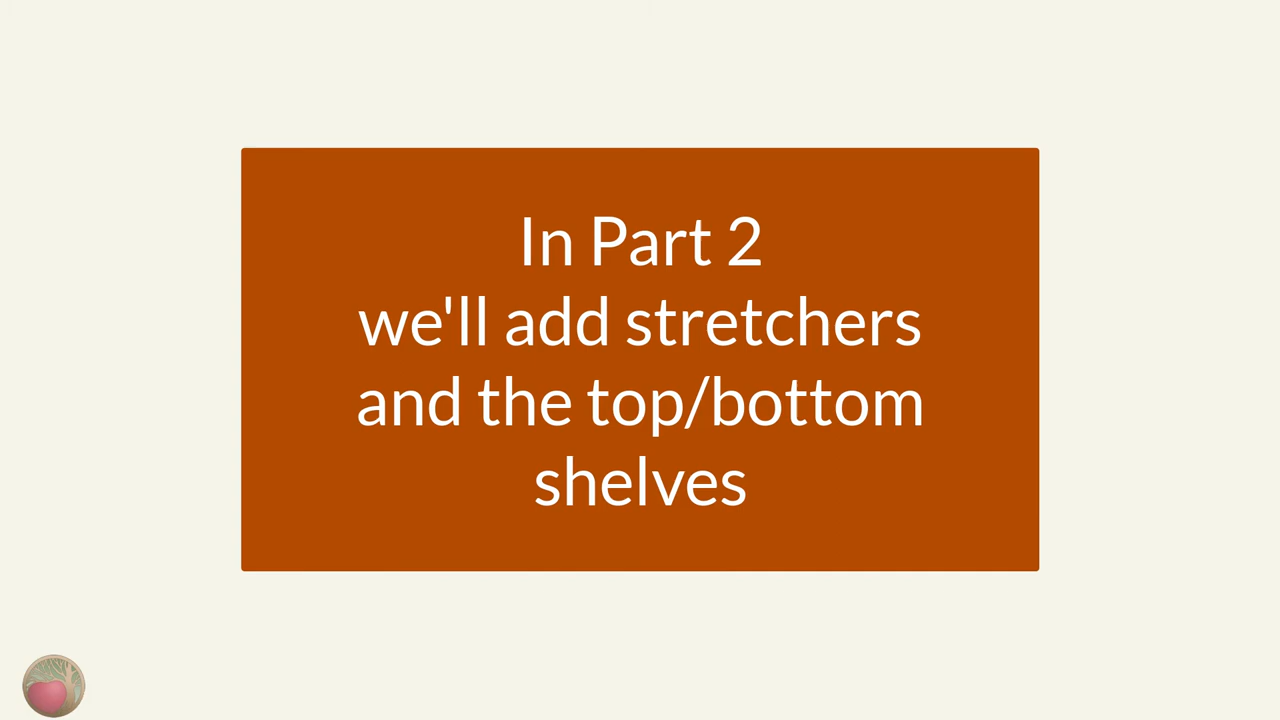 In Part 2
we'll add stretchers
and the top/bottom
shelves